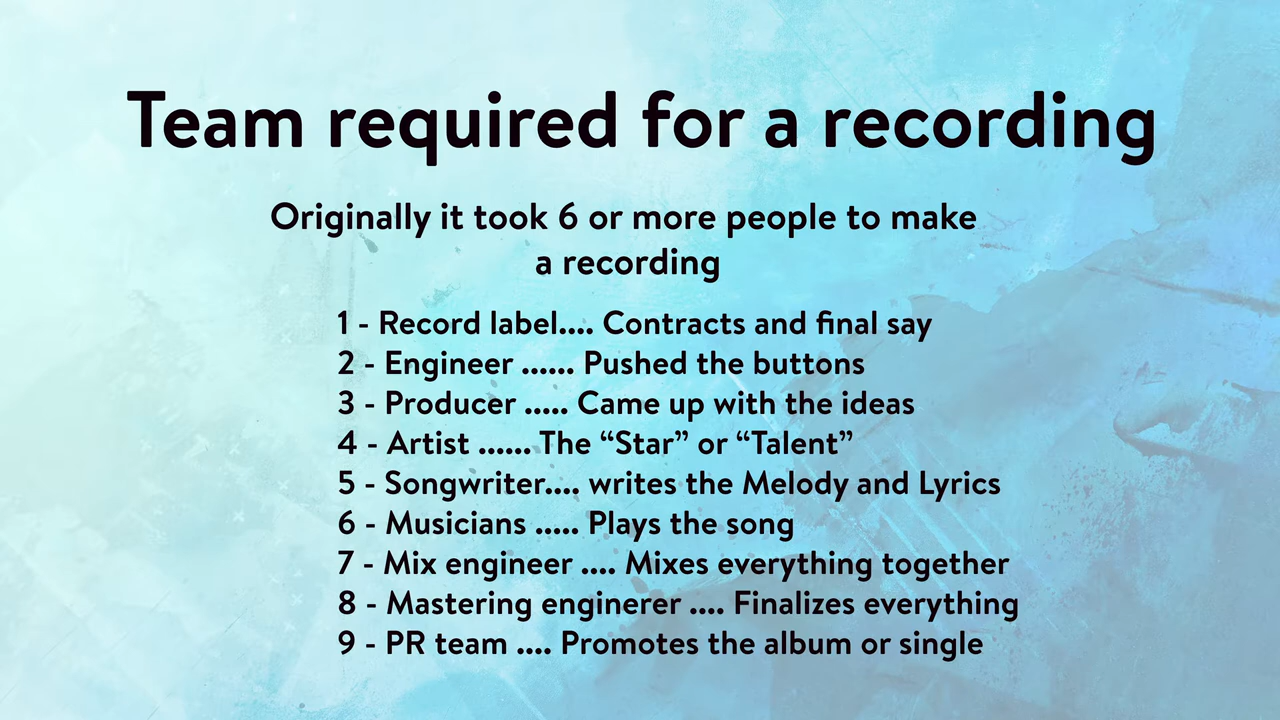 Team required for a recording
Originally it took 6 or more people to make
a recording
1 - Record label.... Contracts and final say
2 - Engineer ...... Pushed the buttons
3 - Producer ..... Came up with the ideas
4 - Artist ...... The “Star” or “Talent”
5 - Songwriter.... writes the Melody and Lyrics
6 - Musicians ..... Plays the song
7 - Mix engineer .... Mixes everything together
8 - Mastering enginerer .... Finalizes everything
9 - PR team .... Promotes the album or single